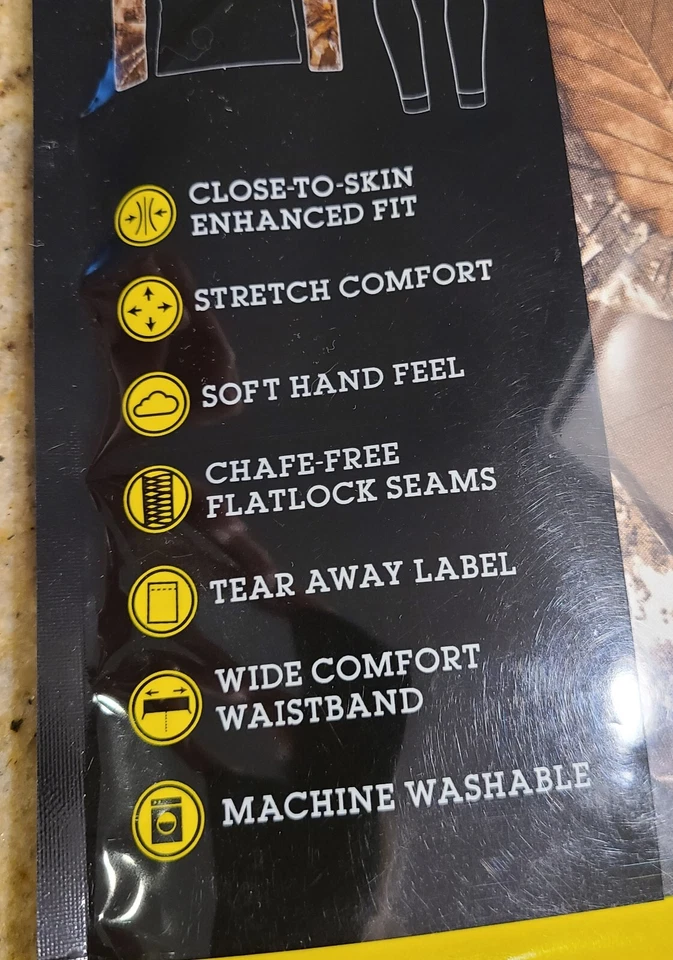 CLOSE-TO-SKIN
ENHANCED FIT
STRETCH COMFORT
SOFT HAND FEEL
CHAFE-FREE
FLATLOCK SEAMS
TEAR AWAY LABEL
WIDE COMFORT
WAISTBAND
MACHINE WASHABLE